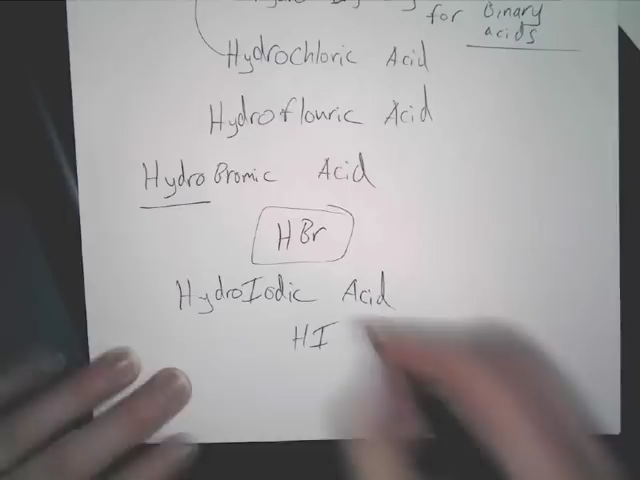 for Binary
acids
Hydrochloric Acid
Hydroflouric Acid
HydroBromic Acid
HBr
HydroIodic Acid
HI